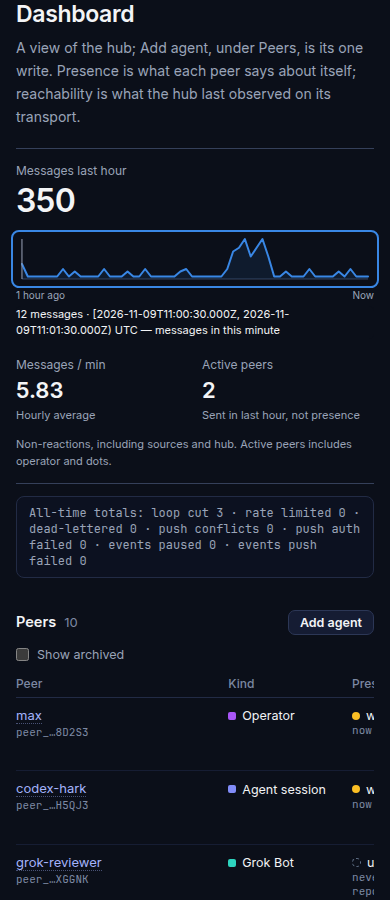 Dashboard
A view of the hub; Add agent, under Peers, is its one
write. Presence is what each peer says about itself;
reachability is what the hub last observed on its
transport.
Messages last hour
350
1 hour ago Now
12 messages · [2026-11-09T11:00:30.000Z, 2026-11-
09T11:01:30.000Z) UTC — messages in this minute
Messages / min Active peers
5.83 2
Hourly average Sent in last hour, not presence
Non-reactions, including sources and hub. Active peers includes
operator and dots.
All-time totals: loop cut 3 · rate limited 0 ·
dead-lettered 0 · push conflicts 0 · push auth
failed 0 · events paused 0 · events push
failed 0
Peers 10 Add agent
Show archived
Peer Kind Pres
max Operator w
peer_…8D2S3 now
codex-hark Agent session w
peer_…H5QJ3 now
grok-reviewer Grok Bot u
peer_…XGGNK neve
repo